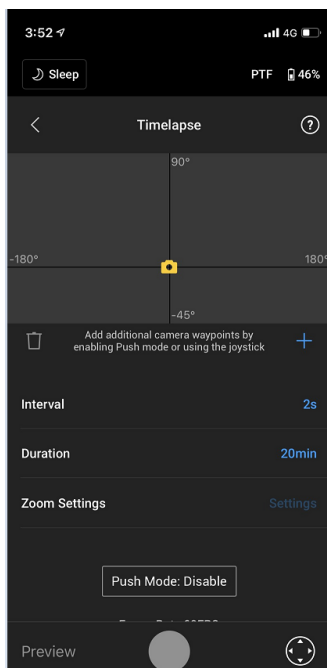 3:52 4G
Sleep PTF 46%
Timelapse ?
90°
-180° 180°
-45°
Add additional camera waypoints by
enabling Push mode or using the joystick
Interval 2s
Duration 20min
Zoom Settings Settings
Push Mode: Disable
Preview